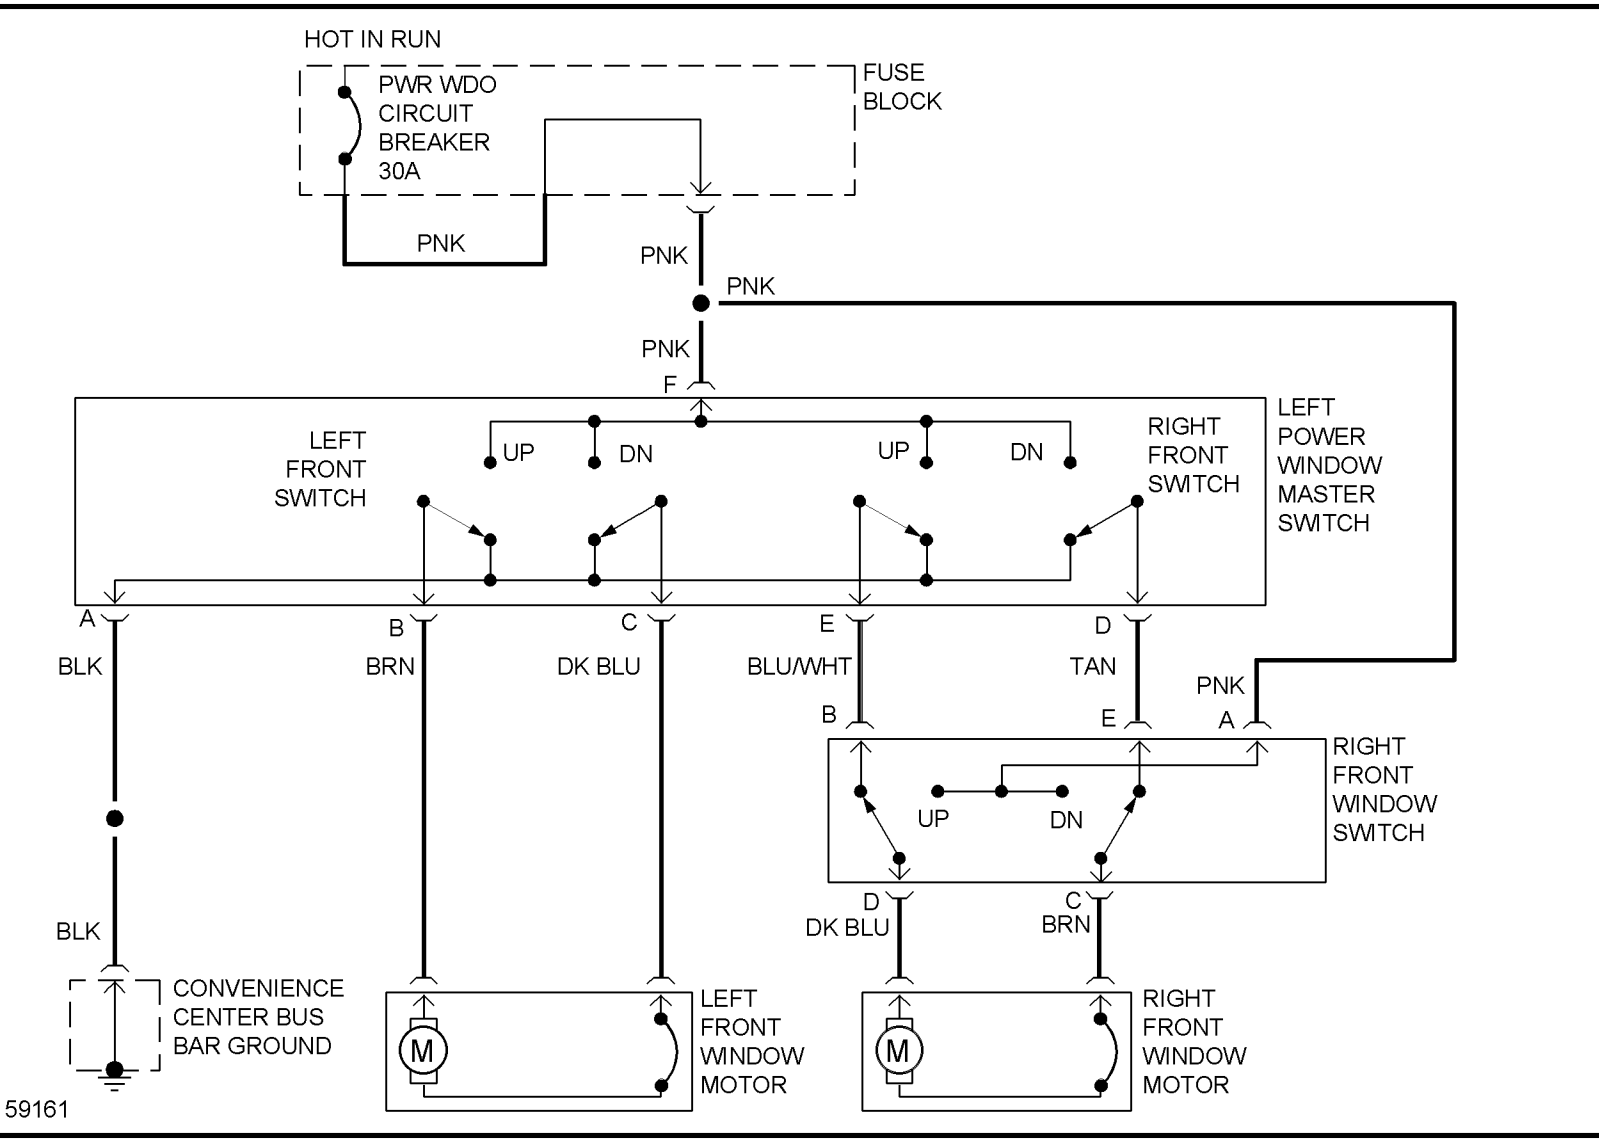 HOT IN RUN
PWR WDO
CIRCUIT
BREAKER
30A
FUSE
BLOCK
PNK
PNK
PNK
PNK
F
LEFT
FRONT
SWITCH
UP
DN
UP
DN
RIGHT
FRONT
SWITCH
LEFT
POWER
WINDOW
MASTER
SWITCH
A
B
C
E
D
BLK
BRN
DK BLU
BLU/WHT
TAN
PNK
B
E
A
UP
DN
RIGHT
FRONT
WINDOW
SWITCH
D
C
DK BLU
BRN
BLK
CONVENIENCE
CENTER BUS
BAR GROUND
M
LEFT
FRONT
WINDOW
MOTOR
M
RIGHT
FRONT
WINDOW
MOTOR
59161